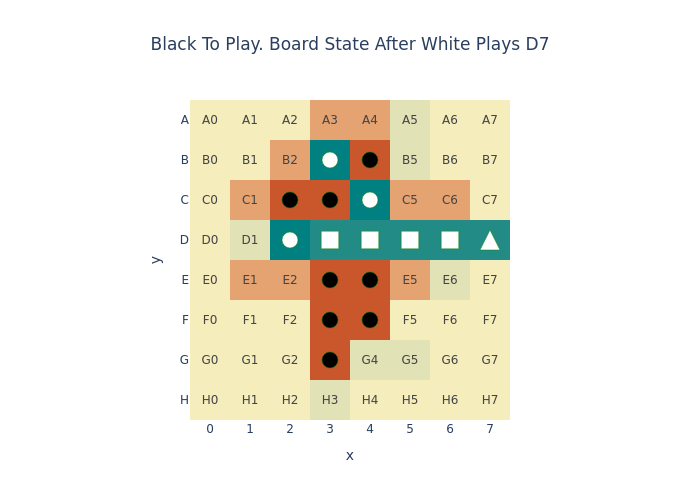 Black To Play. Board State After White Plays D7
A A0 A1 A2 A3 A4 A5 A6 A7
B B0 B1 B2 B5 B6 B7
C C0 C1 C5 C6 C7
D D0 D1
y
E E0 E1 E2 E5 E6 E7
F F0 F1 F2 F5 F6 F7
G G0 G1 G2 G4 G5 G6 G7
H H0 H1 H2 H3 H4 H5 H6 H7
0 1 2 3 4 5 6 7
x